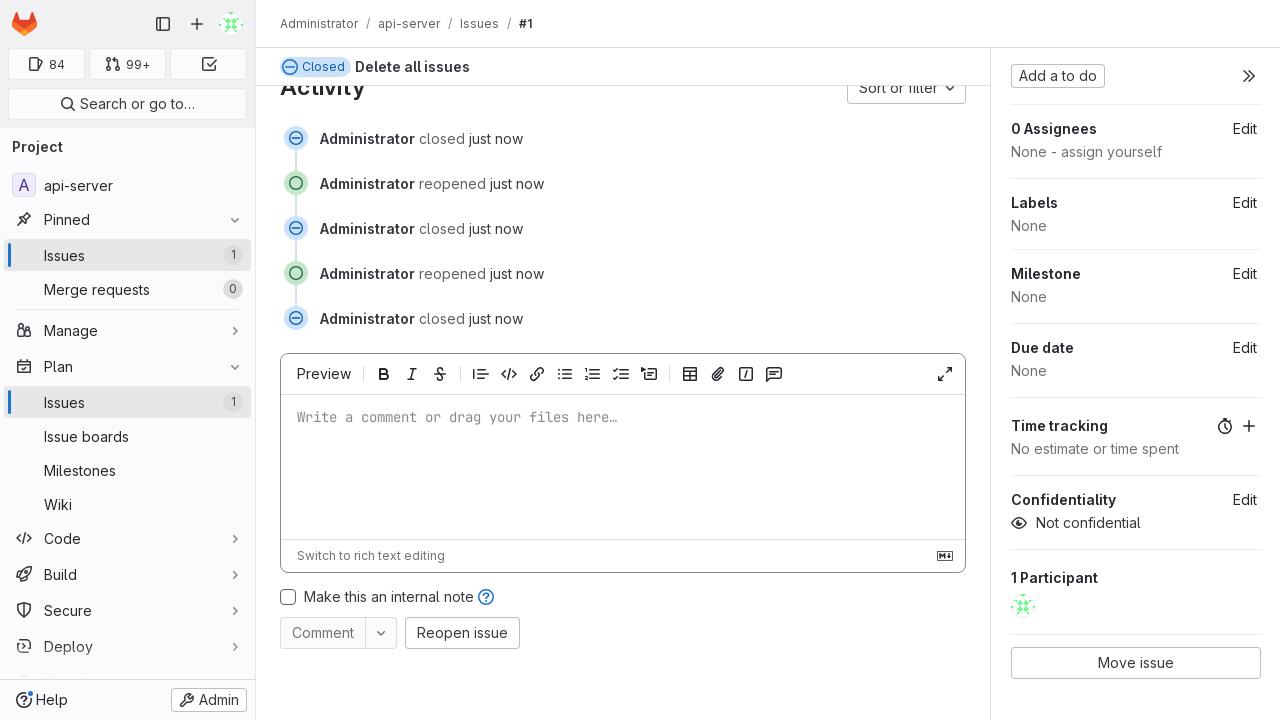 Administrator / api-server / Issues / #1
84
99+
Search or go to…
Project
A api-server
Pinned
Issues 1
Merge requests 0
Manage
Plan
Issues 1
Issue boards
Milestones
Wiki
Code
Build
Secure
Deploy
Help
Admin
Closed Delete all issues
Activity
Sort or filter
Administrator closed just now
Administrator reopened just now
Administrator closed just now
Administrator reopened just now
Administrator closed just now
Preview
Write a comment or drag your files here…
Switch to rich text editing
Make this an internal note
Comment
Reopen issue
Add a to do
0 Assignees Edit
None - assign yourself
Labels Edit
None
Milestone Edit
None
Due date Edit
None
Time tracking
No estimate or time spent
Confidentiality Edit
Not confidential
1 Participant
Move issue